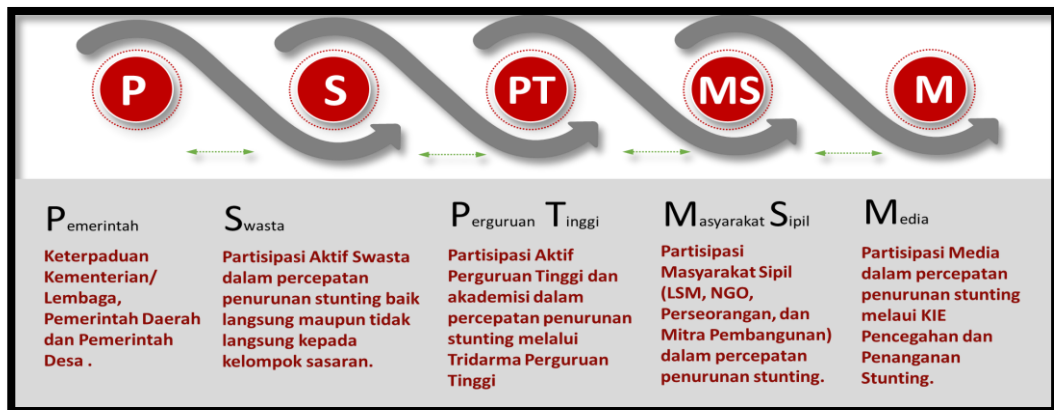 P
S
PT
MS
M
Pemerintah
Keterpaduan
Kementerian/
Lembaga,
Pemerintah Daerah
dan Pemerintah
Desa .
Swasta
Partisipasi Aktif Swasta
dalam percepatan
penurunan stunting baik
langsung maupun tidak
langsung kepada
kelompok sasaran.
Perguruan Tinggi
Partisipasi Aktif
Perguruan Tinggi dan
akademisi dalam
percepatan penurunan
stunting melalui
Tridarma Perguruan
Tinggi
Masyarakat Sipil
Partisipasi
Masyarakat Sipil
(LSM, NGO,
Perseorangan, dan
Mitra Pembangunan)
dalam percepatan
penurunan stunting.
Media
Partisipasi Media
dalam percepatan
penurunan stunting
melaui KIE
Pencegahan dan
Penanganan
Stunting.